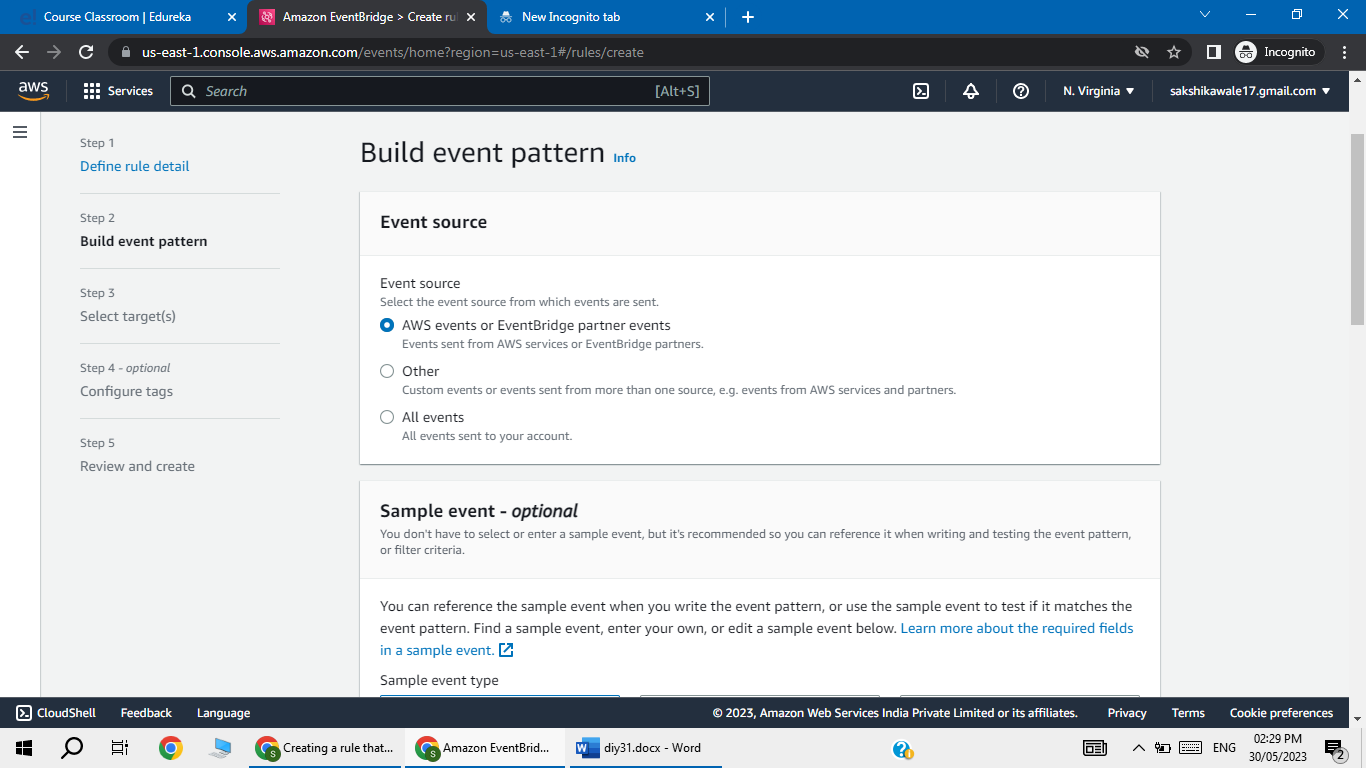 Course Classroom | Edureka
Amazon EventBridge > Create ru
New Incognito tab
us-east-1.console.aws.amazon.com/events/home?region=us-east-1#/rules/create
Incognito
aws
Services
Search
[Alt+S]
N. Virginia
sakshikawale17.gmail.com
Step 1
Define rule detail
Step 2
Build event pattern
Step 3
Select target(s)
Step 4 - optional
Configure tags
Step 5
Review and create
Build event pattern Info
Event source
Event source
Select the event source from which events are sent.
AWS events or EventBridge partner events
Events sent from AWS services or EventBridge partners.
Other
Custom events or events sent from more than one source, e.g. events from AWS services and partners.
All events
All events sent to your account.
Sample event - optional
You don't have to select or enter a sample event, but it's recommended so you can reference it when writing and testing the event pattern,
or filter criteria.
You can reference the sample event when you write the event pattern, or use the sample event to test if it matches the
event pattern. Find a sample event, enter your own, or edit a sample event below. Learn more about the required fields
in a sample event.
Sample event type
CloudShell
Feedback
Language
© 2023, Amazon Web Services India Private Limited or its affiliates.
Privacy
Terms
Cookie preferences
Creating a rule that...
Amazon EventBrid...
diy31.docx - Word
ENG
02:29 PM
30/05/2023
2